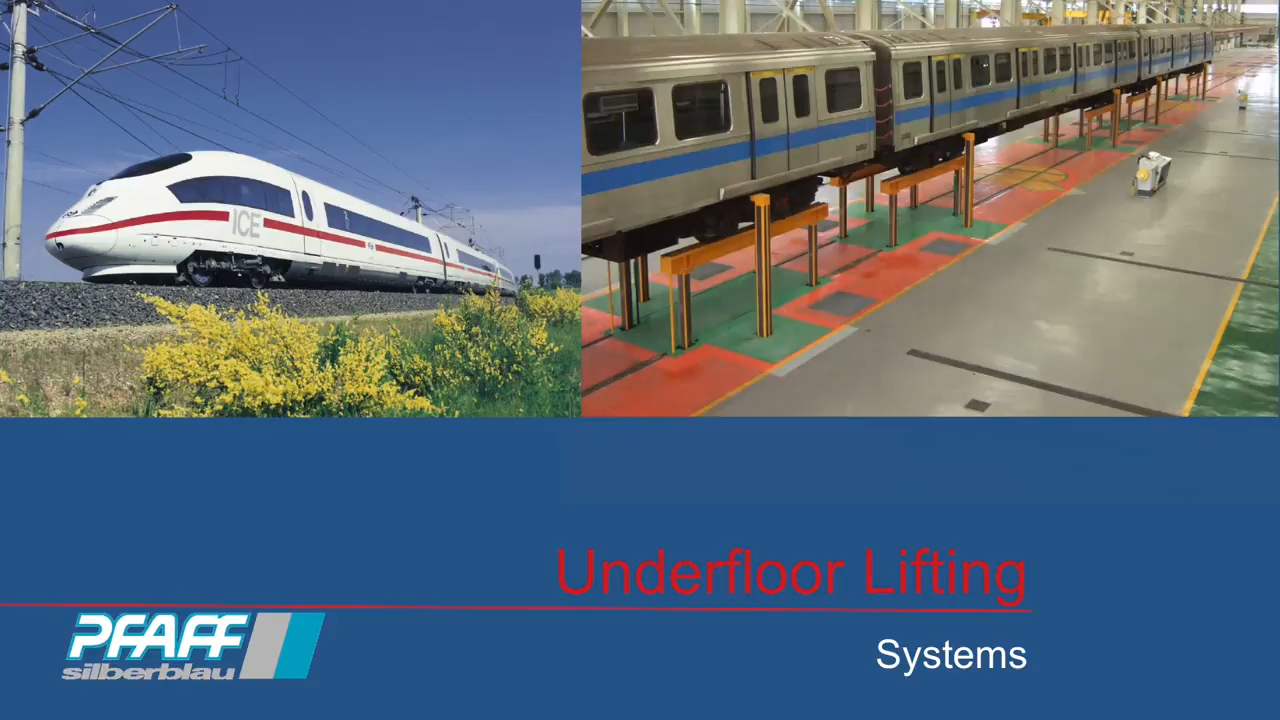 ICE
Underfloor Lifting
PFAFF
silberblau
Systems